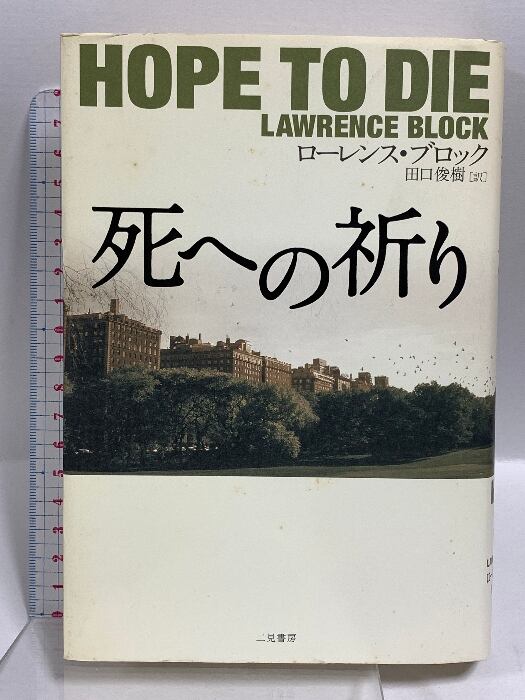 HOPE TO DIE
LAWRENCE BLOCK
ローレンス・ブロック
田口俊樹[訳]
死への祈り
二見書房